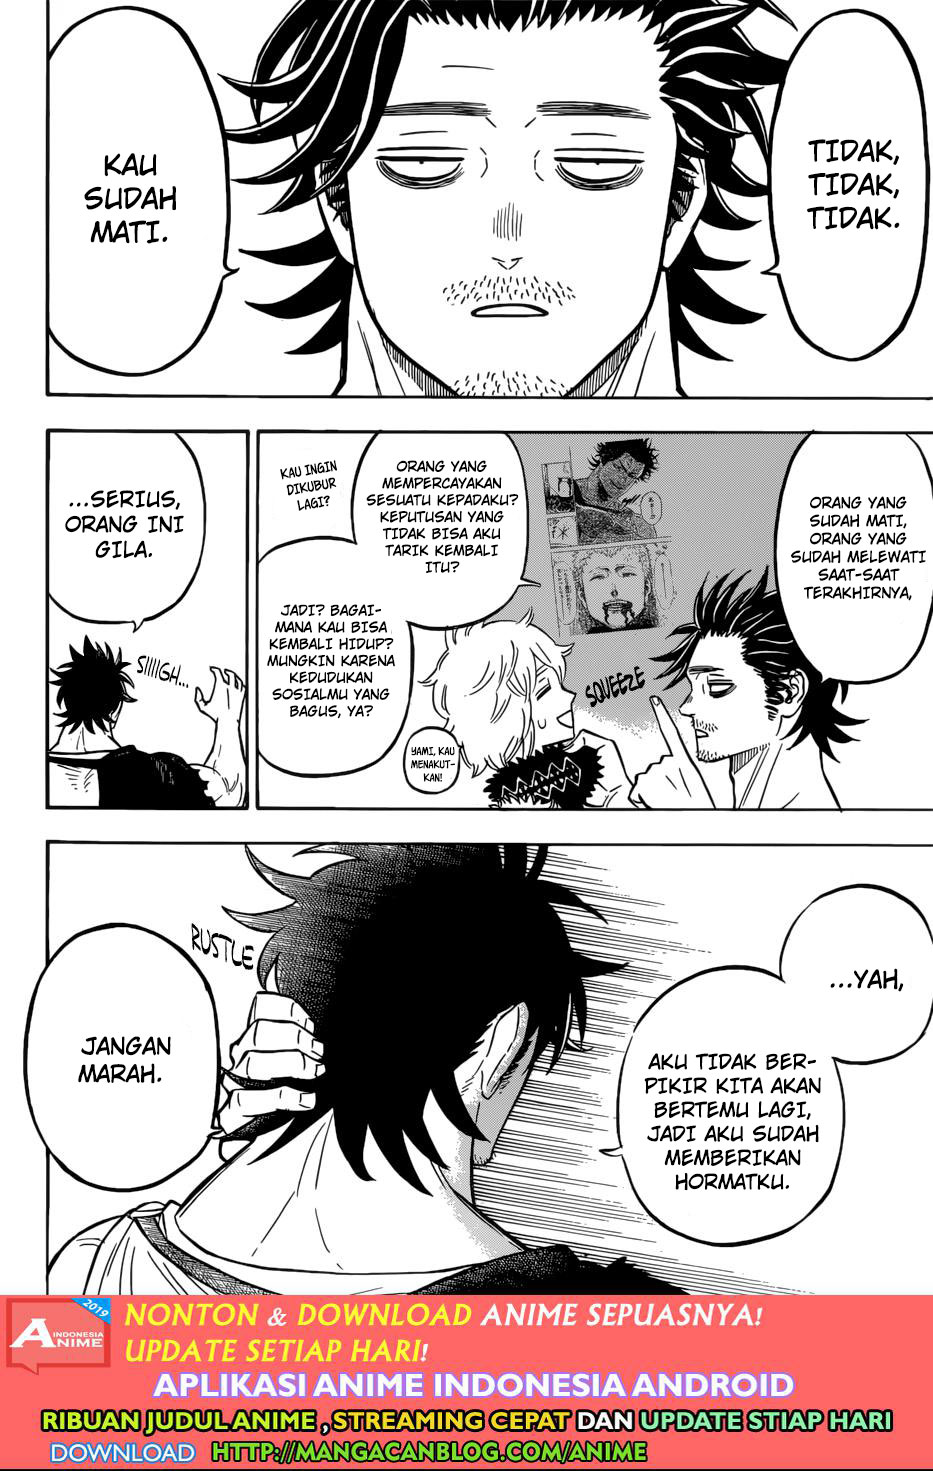 TIDAK,
TIDAK,
TIDAK.
KAU
SUDAH
MATI.
ORANG YANG
SUDAH MATI,
ORANG YANG
SUDAH MELEWATI
SAAT-SAAT
TERAKHIRNYA,
ORANG YANG
MEMPERCAYAKAN
SESUATU KEPADAKU?
KEPUTUSAN YANG
TIDAK BISA AKU
TARIK KEMBALI
ITU?
KAU INGIN
DIKUBUR
LAGI?
JADI? BAGAI-
MANA KAU BISA
KEMBALI HIDUP?
MUNGKIN KARENA
KEDUDUKAN
SOSIALMU YANG
BAGUS, YA?
SQUEEZE
YAMI, KAU
MENAKUT-
KAN!
...SERIUS,
ORANG INI
GILA.
SIIIIGH...
...YAH,
AKU TIDAK BER-
PIKIR KITA AKAN
BERTEMU LAGI,
JADI AKU SUDAH
MEMBERIKAN
HORMATKU.
RUSTLE
JANGAN
MARAH.
2019
INDONESIA
ANIME
NONTON & DOWNLOAD ANIME SEPUASNYA!
UPDATE SETIAP HARI!
APLIKASI ANIME INDONESIA ANDROID
RIBUAN JUDUL ANIME , STREAMING CEPAT DAN UPDATE STIAP HARI
DOWNLOAD HTTP://MANGACANBLOG.COM/ANIME